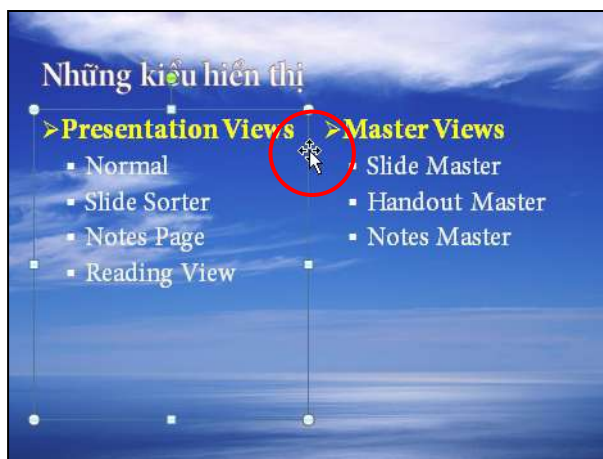 Những kiểu hiển thị
➢Presentation Views
▪ Normal
▪ Slide Sorter
▪ Notes Page
▪ Reading View
➢Master Views
▪ Slide Master
▪ Handout Master
▪ Notes Master